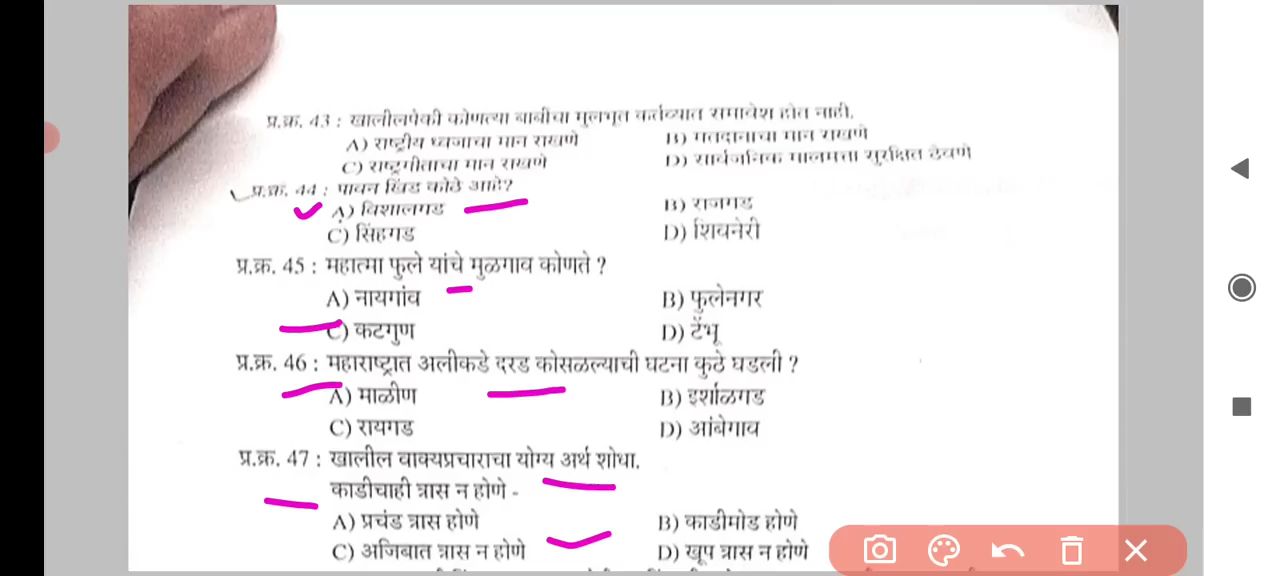 प्र.क्र. 43 : खालीलपैकी कोणत्या बाबींचा मुलभूत कर्तव्यात समावेश होत नाही.
A) राष्ट्रीय ध्वजाचा मान राखणे B) मतदानाचा मान राखणे
C) राष्ट्रगीताचा मान राखणे D) सार्वजनिक मालमत्ता सुरक्षित ठेवणे
प्र.क्र. 44 : पावन खिंड कोठे आहे?
A) विशालगड B) राजगड
C) सिंहगड D) शिवनेरी
प्र.क्र. 45 : महात्मा फुले यांचे मुळगाव कोणते ?
A) नायगांव B) फुलेनगर
C) कटगुण D) टेंभू
प्र.क्र. 46 : महाराष्ट्रात अलीकडे दरड कोसळल्याची घटना कुठे घडली ?
A) माळीण B) इर्शाळगड
C) रायगड D) आंबेगाव
प्र.क्र. 47 : खालील वाक्यप्रचाराचा योग्य अर्थ शोधा.
काडीचाही त्रास न होणे -
A) प्रचंड त्रास होणे B) काडीमोड होणे
C) अजिबात त्रास न होणे D) खूप त्रास न होणे